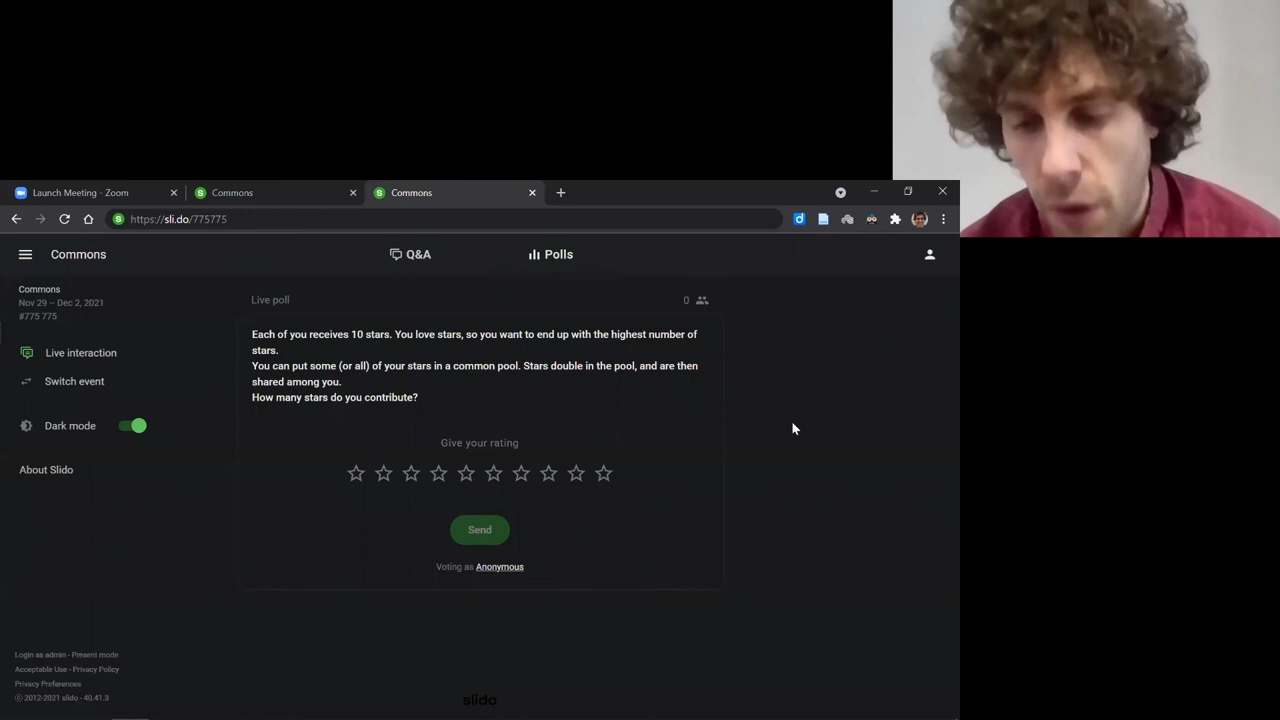 Launch Meeting - Zoom
Commons
Commons
https://sli.do/775775
Commons
Q&A
Polls
Commons
Nov 29 – Dec 2, 2021
#775 775
Live interaction
Switch event
Dark mode
About Slido
Live poll
0
Each of you receives 10 stars. You love stars, so you want to end up with the highest number of
stars.
You can put some (or all) of your stars in a common pool. Stars double in the pool, and are then
shared among you.
How many stars do you contribute?
Give your rating
Send
Voting as Anonymous
Login as admin - Present mode
Acceptable Use - Privacy Policy
Privacy Preferences
© 2012-2021 slido - 40.41.3
slido